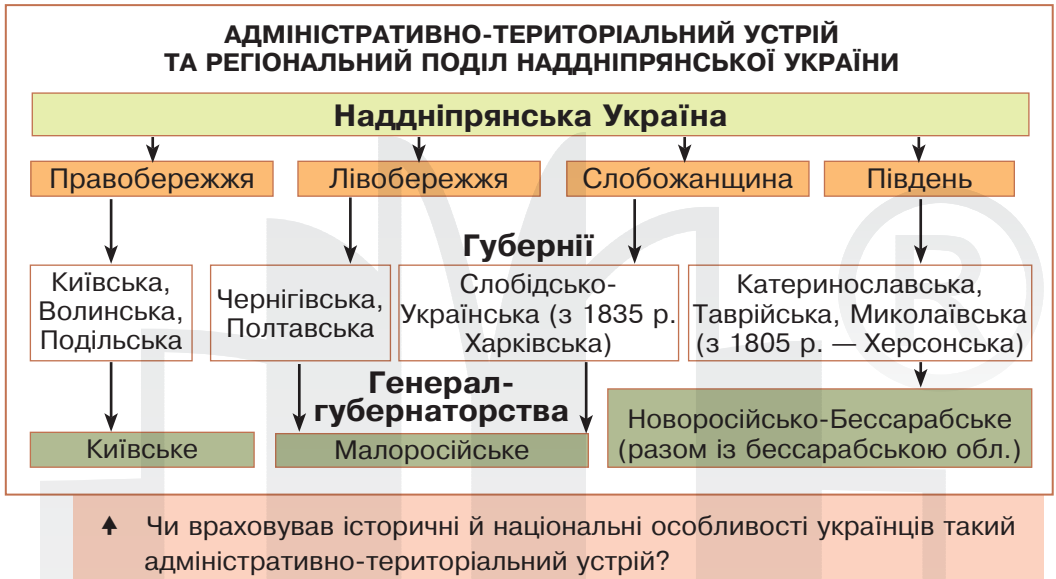 АДМІНІСТРАТИВНО-ТЕРИТОРІАЛЬНИЙ УСТРІЙ
ТА РЕГІОНАЛЬНИЙ ПОДІЛ НАДДНІПРЯНСЬКОЇ УКРАЇНИ
Наддніпрянська Україна
Правобережжя
Лівобережжя
Слобожанщина
Південь
Губернії
Київська,
Волинська,
Подільська
Чернігівська,
Полтавська
Слобідсько-
Українська (з 1835 р.
Харківська)
Катеринославська,
Таврійська, Миколаївська
(з 1805 р. — Херсонська)
Генерал-
губернаторства
Київське
Малоросійське
Новоросійсько-Бессарабське
(разом із бессарабською обл.)
Чи враховував історичні й національні особливості українців такий
адміністративно-територіальний устрій?
®